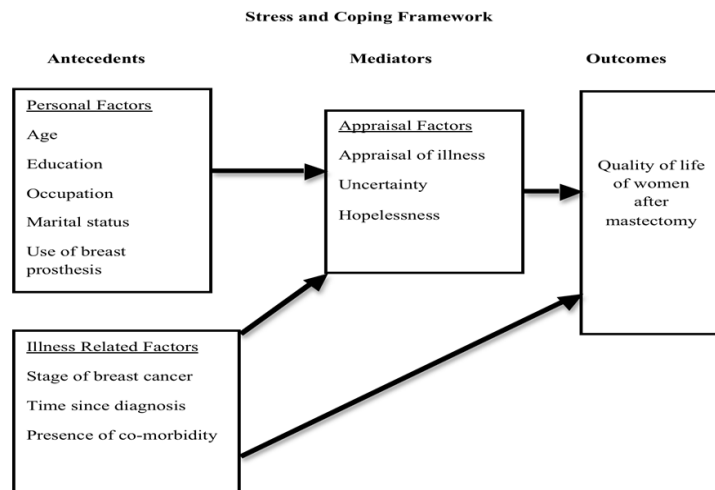 Stress and Coping Framework
Antecedents
Mediators
Outcomes
Personal Factors
Age
Education
Occupation
Marital status
Use of breast
prosthesis
Appraisal Factors
Appraisal of illness
Uncertainty
Hopelessness
Quality of life
of women
after
mastectomy
Illness Related Factors
Stage of breast cancer
Time since diagnosis
Presence of co-morbidity